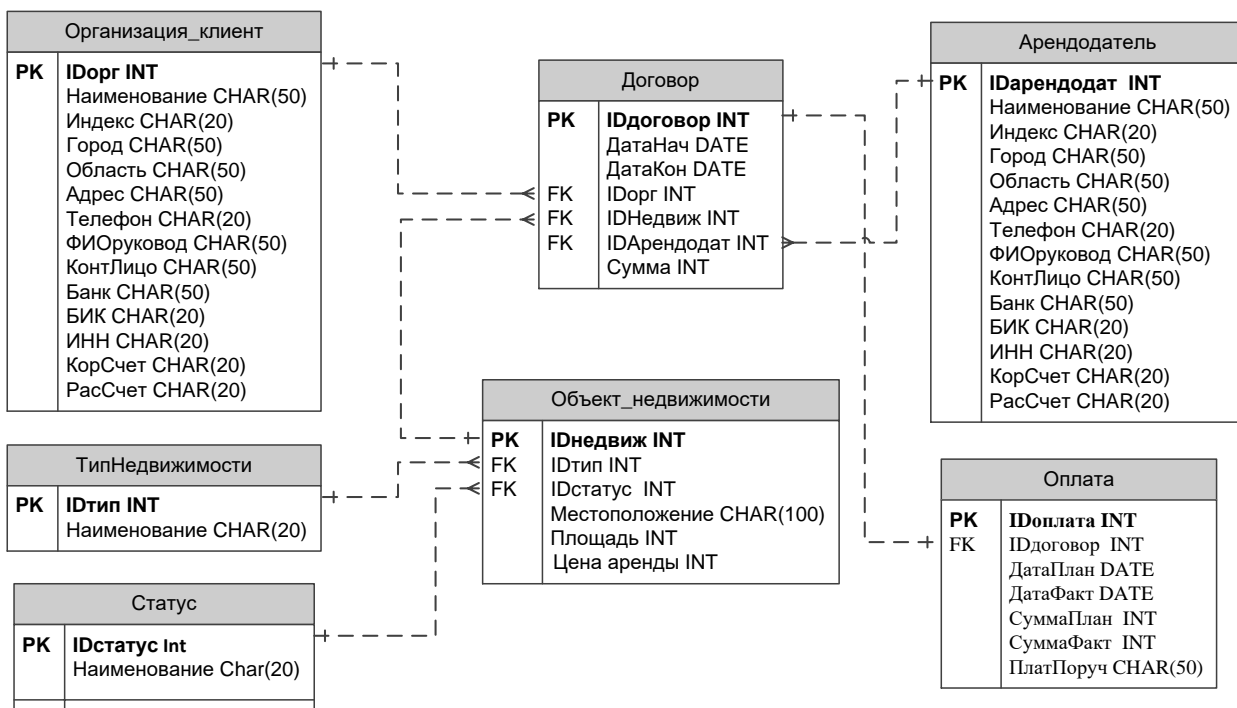 Организация_клиент
PK IDорг INT
Наименование CHAR(50)
Индекс CHAR(20)
Город CHAR(50)
Область CHAR(50)
Адрес CHAR(50)
Телефон CHAR(20)
ФИОруковод CHAR(50)
КонтЛицо CHAR(50)
Банк CHAR(50)
БИК CHAR(20)
ИНН CHAR(20)
КорСчет CHAR(20)
РасСчет CHAR(20)
Договор
PK IDдоговор INT
ДатаНач DATE
ДатаКон DATE
FK IDорг INT
FK IDНедвиж INT
FK IDАрендодат INT
Сумма INT
Арендодатель
PK IDарендодат INT
Наименование CHAR(50)
Индекс CHAR(20)
Город CHAR(50)
Область CHAR(50)
Адрес CHAR(50)
Телефон CHAR(20)
ФИОруковод CHAR(50)
КонтЛицо CHAR(50)
Банк CHAR(50)
БИК CHAR(20)
ИНН CHAR(20)
КорСчет CHAR(20)
РасСчет CHAR(20)
ТипНедвижимости
PK IDтип INT
Наименование CHAR(20)
Объект_недвижимости
PK IDнедвиж INT
FK IDтип INT
FK IDстатус INT
Местоположение CHAR(100)
Площадь INT
Цена аренды INT
Оплата
PK IDоплата INT
FK IDдоговор INT
ДатаПлан DATE
ДатаФакт DATE
СуммаПлан INT
СуммаФакт INT
ПлатПоруч CHAR(50)
Статус
PK IDстатус Int
Наименование Char(20)